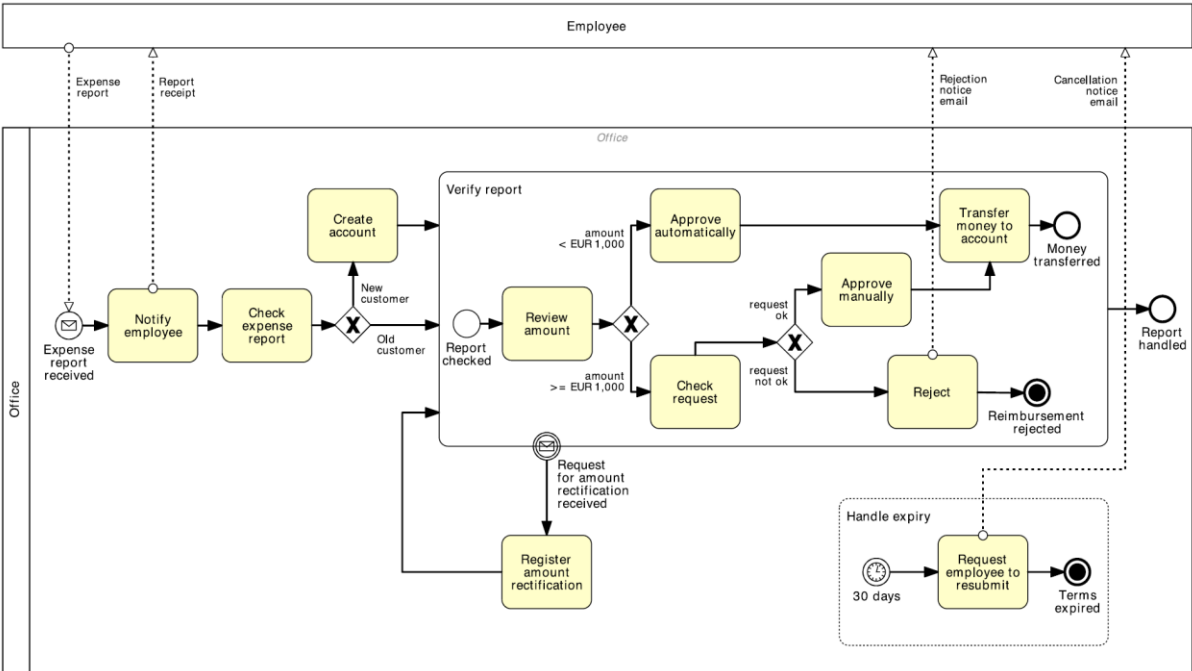 Employee
Expense
report
Report
receipt
Rejection
notice
email
Cancellation
notice
email
Office
Office
Verify report
Create
account
Approve
automatically
Transfer
money to
account
amount
< EUR 1,000
Money
transferred
Approve
manually
New
customer
Notify
employee
Check
expense
report
X
Old
customer
Review
amount
X
request
ok
X
Expense
report
received
Report
checked
Report
handled
amount
>= EUR 1,000
Check
request
request
not ok
Reject
Reimbursement
rejected
Request
for amount
rectification
received
Handle expiry
Register
amount
rectification
Request
employee to
resubmit
30 days
Terms
expired